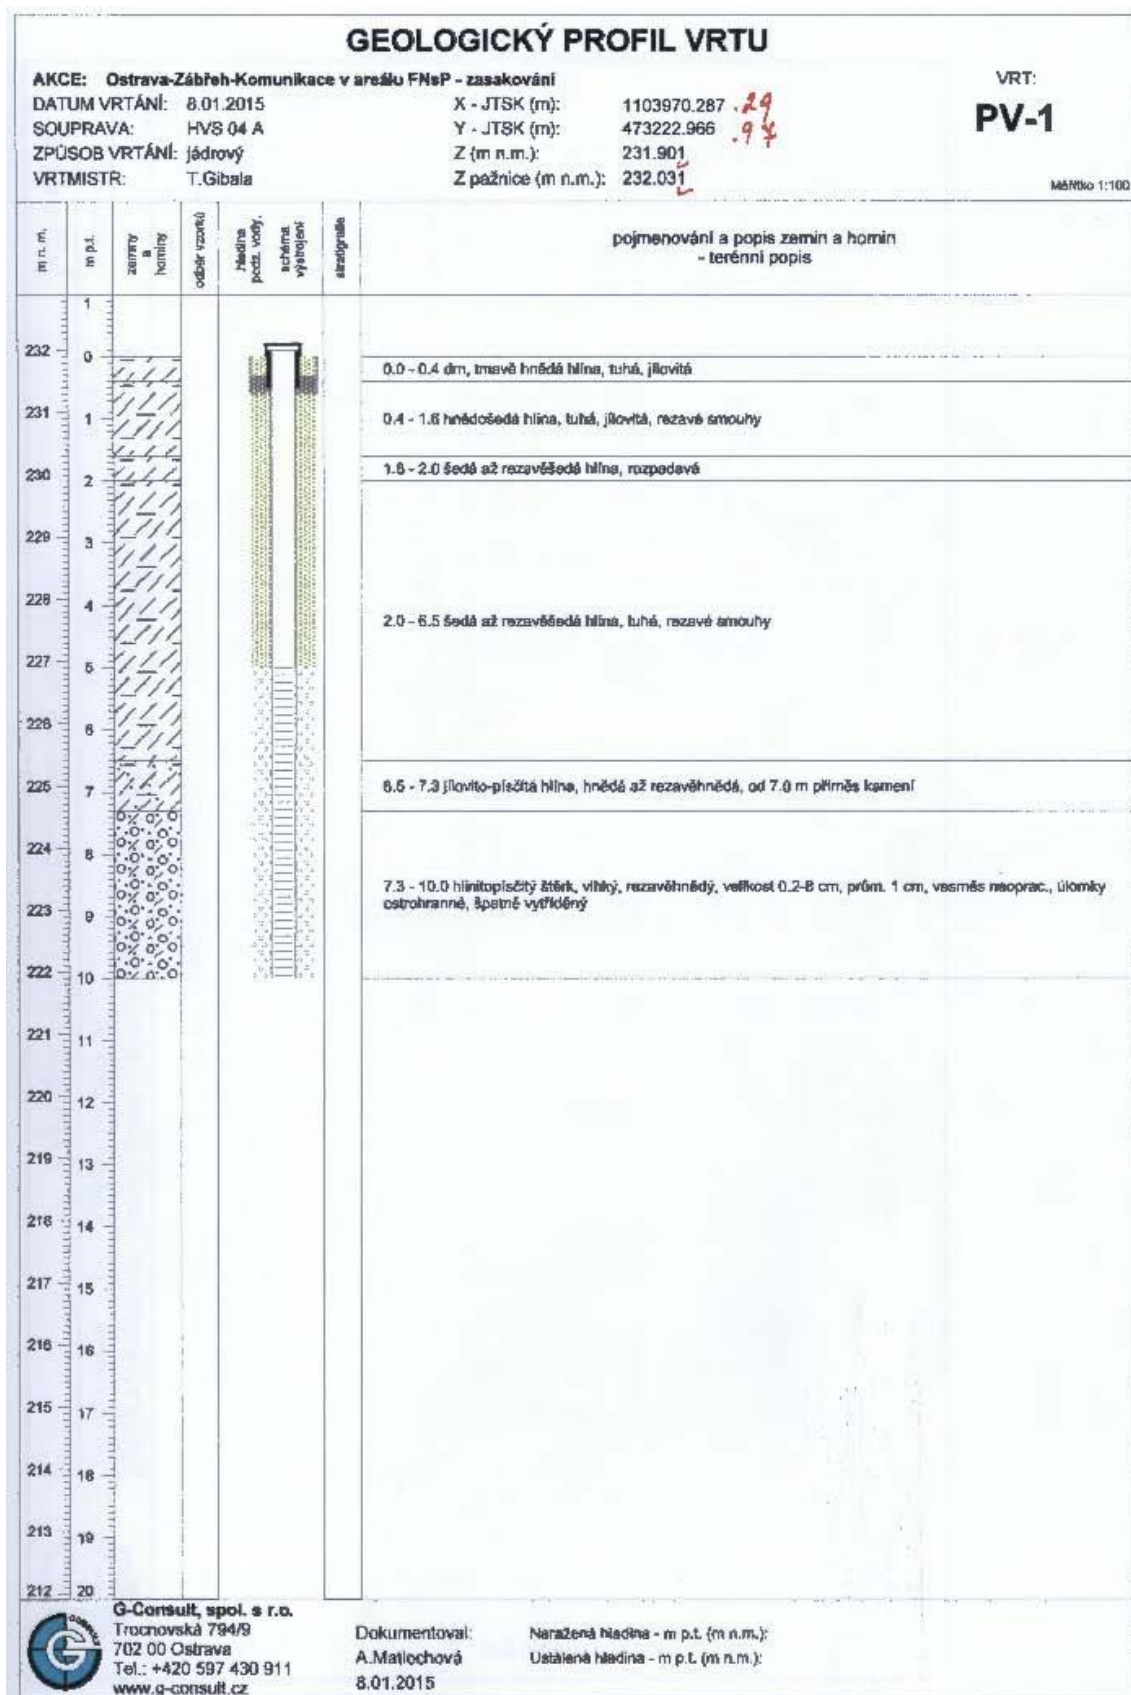 GEOLOGICKÝ PROFIL VRTU
AKCE: Ostrava-Zábřeh-Komunikace v areálu FNsP - zasakování
VRT:
DATUM VRTÁNÍ: 8.01.2015
X - JTSK (m): 1103970.287 .29
PV-1
SOUPRAVA: HVS 04 A
Y - JTSK (m): 473222.966 .97
ZPŮSOB VRTÁNÍ: jádrový
Z (m n.m.): 231.901
VRTMISTR: T.Gibala
Z pažnice (m n.m.): 232.031
Měřítko 1:100
m n. m.
m p.t.
zeminy a horniny
odběr vzorků
hladina podz. vody.
schéma výstrojení
stratigrafie
pojmenování a popis zemin a hornin
- terénní popis
1
232 0
0.0 - 0.4 drn, tmavě hnědá hlína, tuhá, jílovitá
231 1
0.4 - 1.6 hnědošedá hlína, tuhá, jílovitá, rezavé šmouhy
1.6 - 2.0 šedá až rezavěšedá hlína, rozpadavá
230 2
229 3
228 4
2.0 - 6.5 šedá až rezavěšedá hlína, tuhá, rezavé šmouhy
227 5
226 6
225 7
6.5 - 7.3 jílovito-písčitá hlína, hnědá až rezavěhnědá, od 7.0 m příměs kamení
224 8
7.3 - 10.0 hlinitopísčitý štěrk, vlhký, rezavěhnědý, velikost 0.2-8 cm, prům. 1 cm, vesměs neoprac., úlomky
ostrohranné, špatně vytříděný
223 9
222 10
221 11
220 12
219 13
218 14
217 15
216 16
215 17
214 18
213 19
212 20
G-Consult, spol. s r.o.
Trocnovská 794/9
702 00 Ostrava
Tel.: +420 597 430 911
www.g-consult.cz
Dokumentoval:
A.Matlochová
8.01.2015
Naražená hladina - m p.t. (m n.m.):
Ustálená hladina - m p.t. (m n.m.):